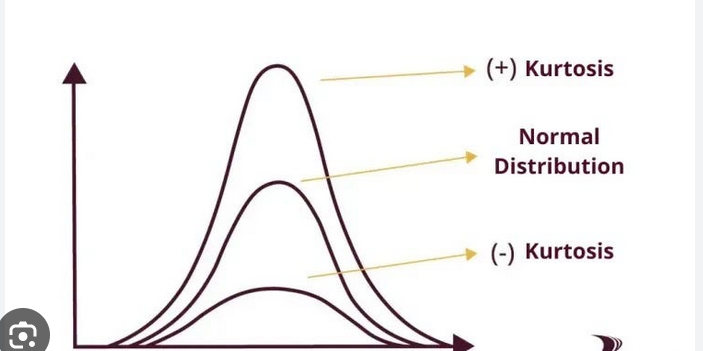 (+) Kurtosis
Normal
Distribution
(-) Kurtosis